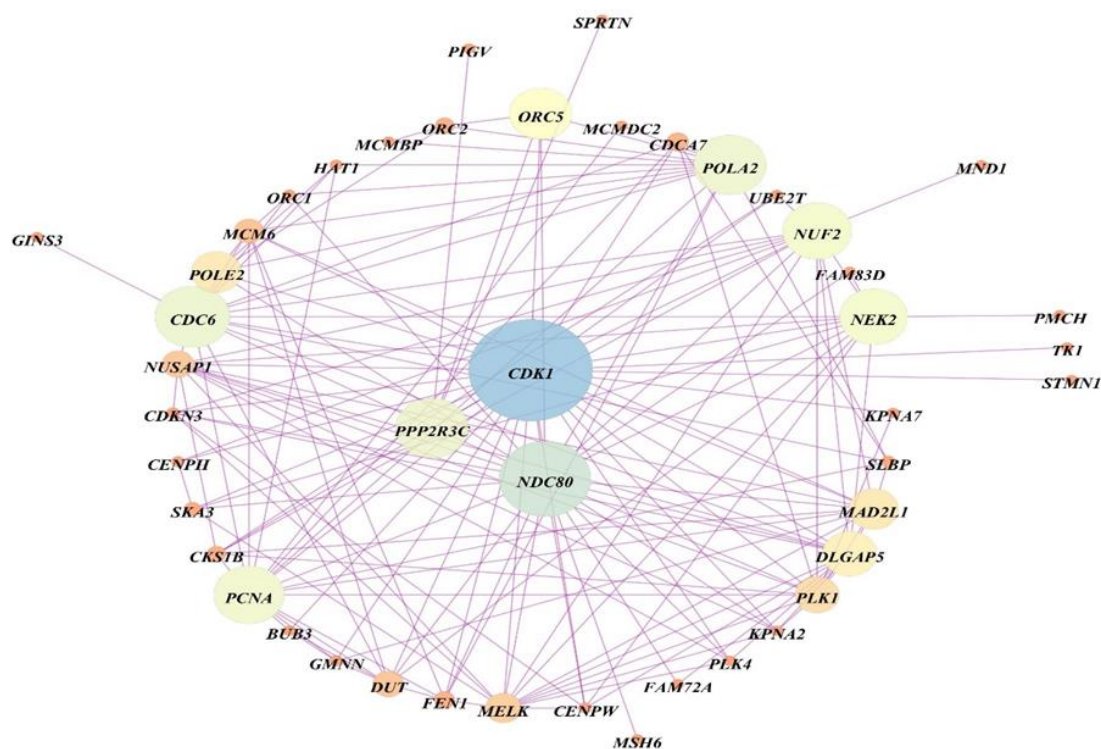 SPRTN
PIGV
ORC5
MCMDC2
ORC2
CDCA7
MCMBP
POLA2
HAT1
MND1
ORC1
UBE2T
MCM6
NUF2
GINS3
POLE2
FAM83D
CDC6
NEK2
PMCH
TK1
NUSAP1
CDK1
STMN1
CDKN3
KPNA7
PPP2R3C
CENPH
SLBP
NDC80
SKA3
MAD2L1
CKS1B
DLGAP5
PCNA
PLK1
BUB3
KPNA2
GMNN
PLK4
DUT
FAM72A
FEN1
MELK
CENPW
MSH6